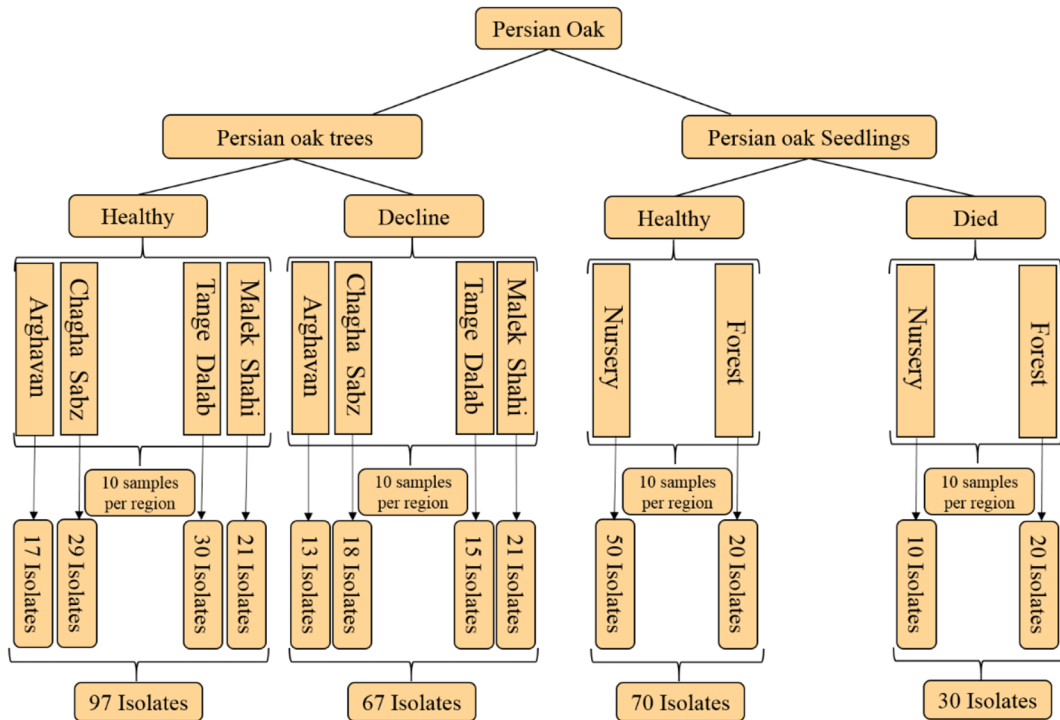 Persian Oak
Persian oak trees
Persian oak Seedlings
Healthy
Decline
Healthy
Died
Arghavan
Chagha Sabz
Tange Dalab
Malek Shahi
Arghavan
Chagha Sabz
Tange Dalab
Malek Shahi
Nursery
Forest
Nursery
Forest
10 samples
per region
10 samples
per region
10 samples
per region
10 samples
per region
17 Isolates
29 Isolates
30 Isolates
21 Isolates
13 Isolates
18 Isolates
15 Isolates
21 Isolates
50 Isolates
20 Isolates
10 Isolates
20 Isolates
97 Isolates
67 Isolates
70 Isolates
30 Isolates